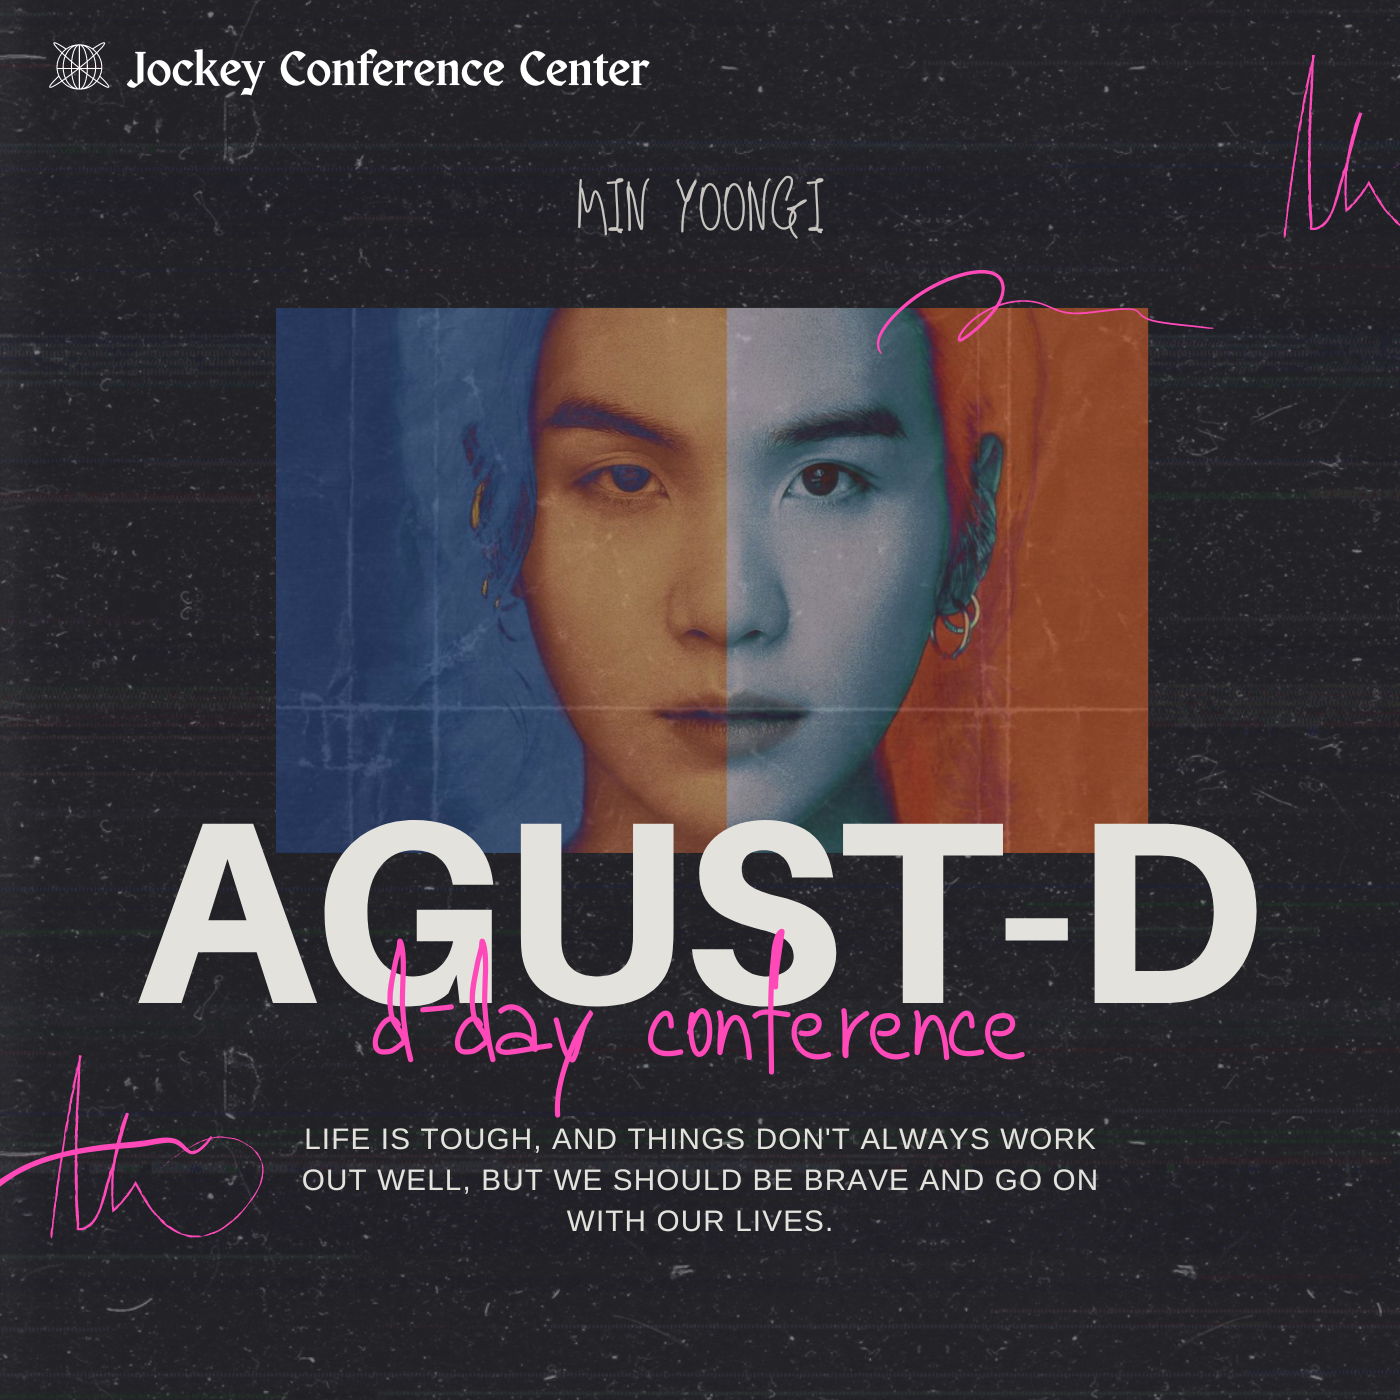 Jockey Conference Center
MIN YOONGI
AGUST-D
d-day conference
LIFE IS TOUGH, AND THINGS DON'T ALWAYS WORK
OUT WELL, BUT WE SHOULD BE BRAVE AND GO ON
WITH OUR LIVES.